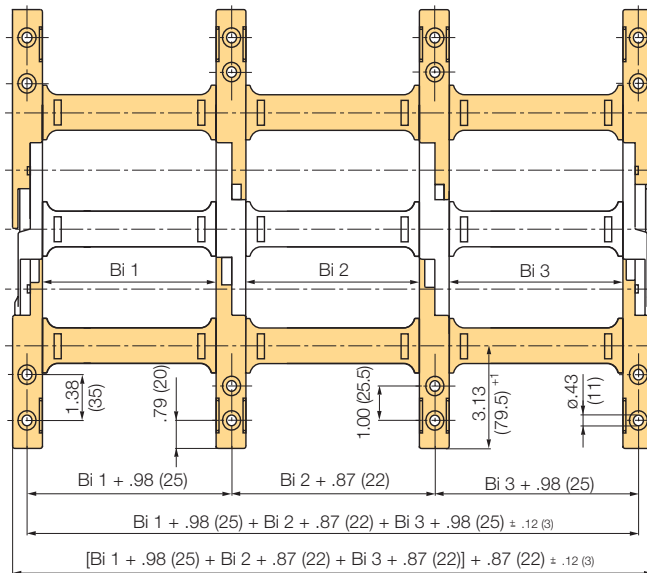 Bi 1
Bi 2
Bi 3
1.38
(35)
.79 (20)
1.00 (25.5)
3.13
(79.5) +1
ø.43
(11)
Bi 1 + .98 (25)
Bi 2 + .87 (22)
Bi 3 + .98 (25)
Bi 1 + .98 (25) + Bi 2 + .87 (22) + Bi 3 + .98 (25) ± .12 (3)
[Bi 1 + .98 (25) + Bi 2 + .87 (22) + Bi 3 + .87 (22)] + .87 (22) ± .12 (3)